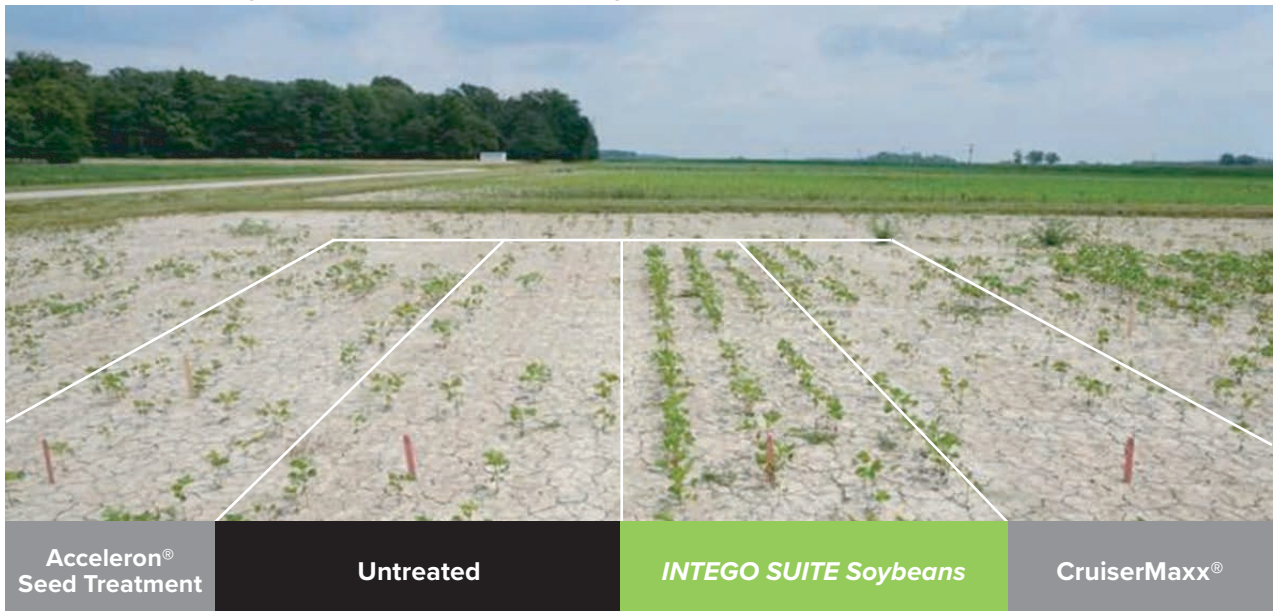 Acceleron®
Seed Treatment
Untreated
INTEGO SUITE Soybeans
CruiserMaxx®